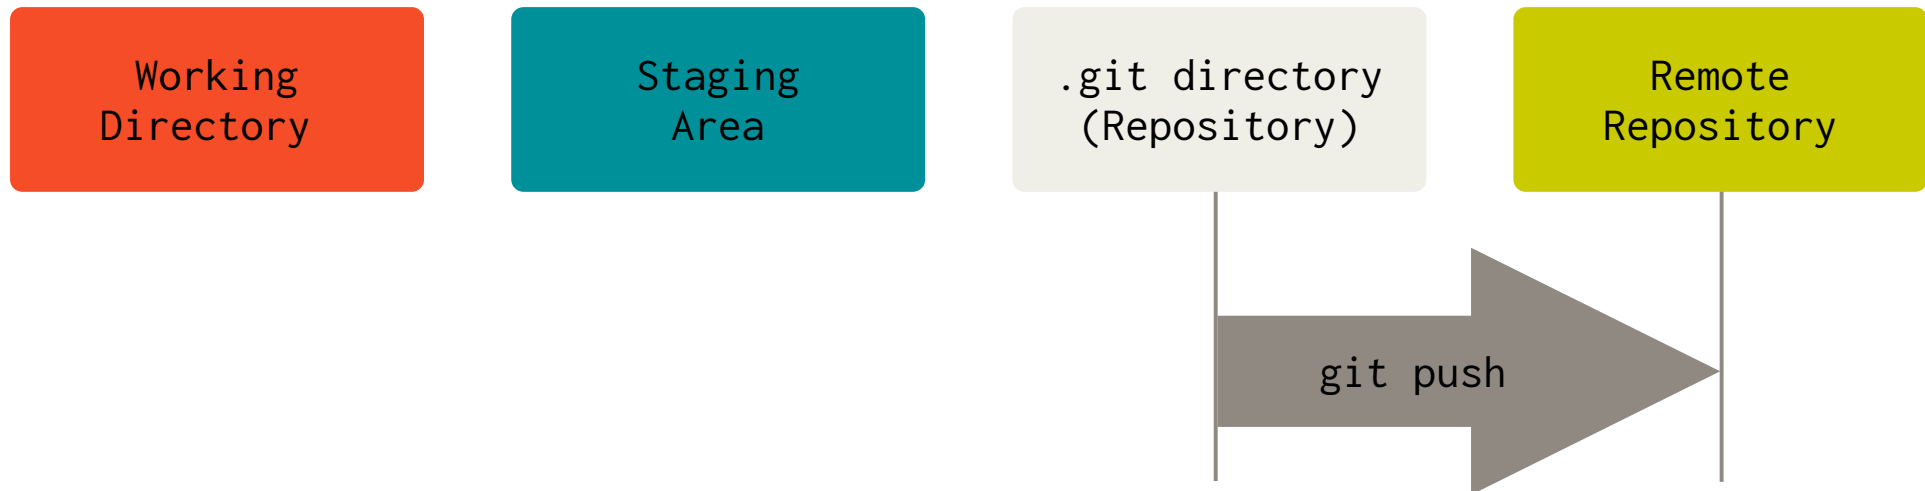 Working
Directory
Staging
Area
.git directory
(Repository)
Remote
Repository
git push